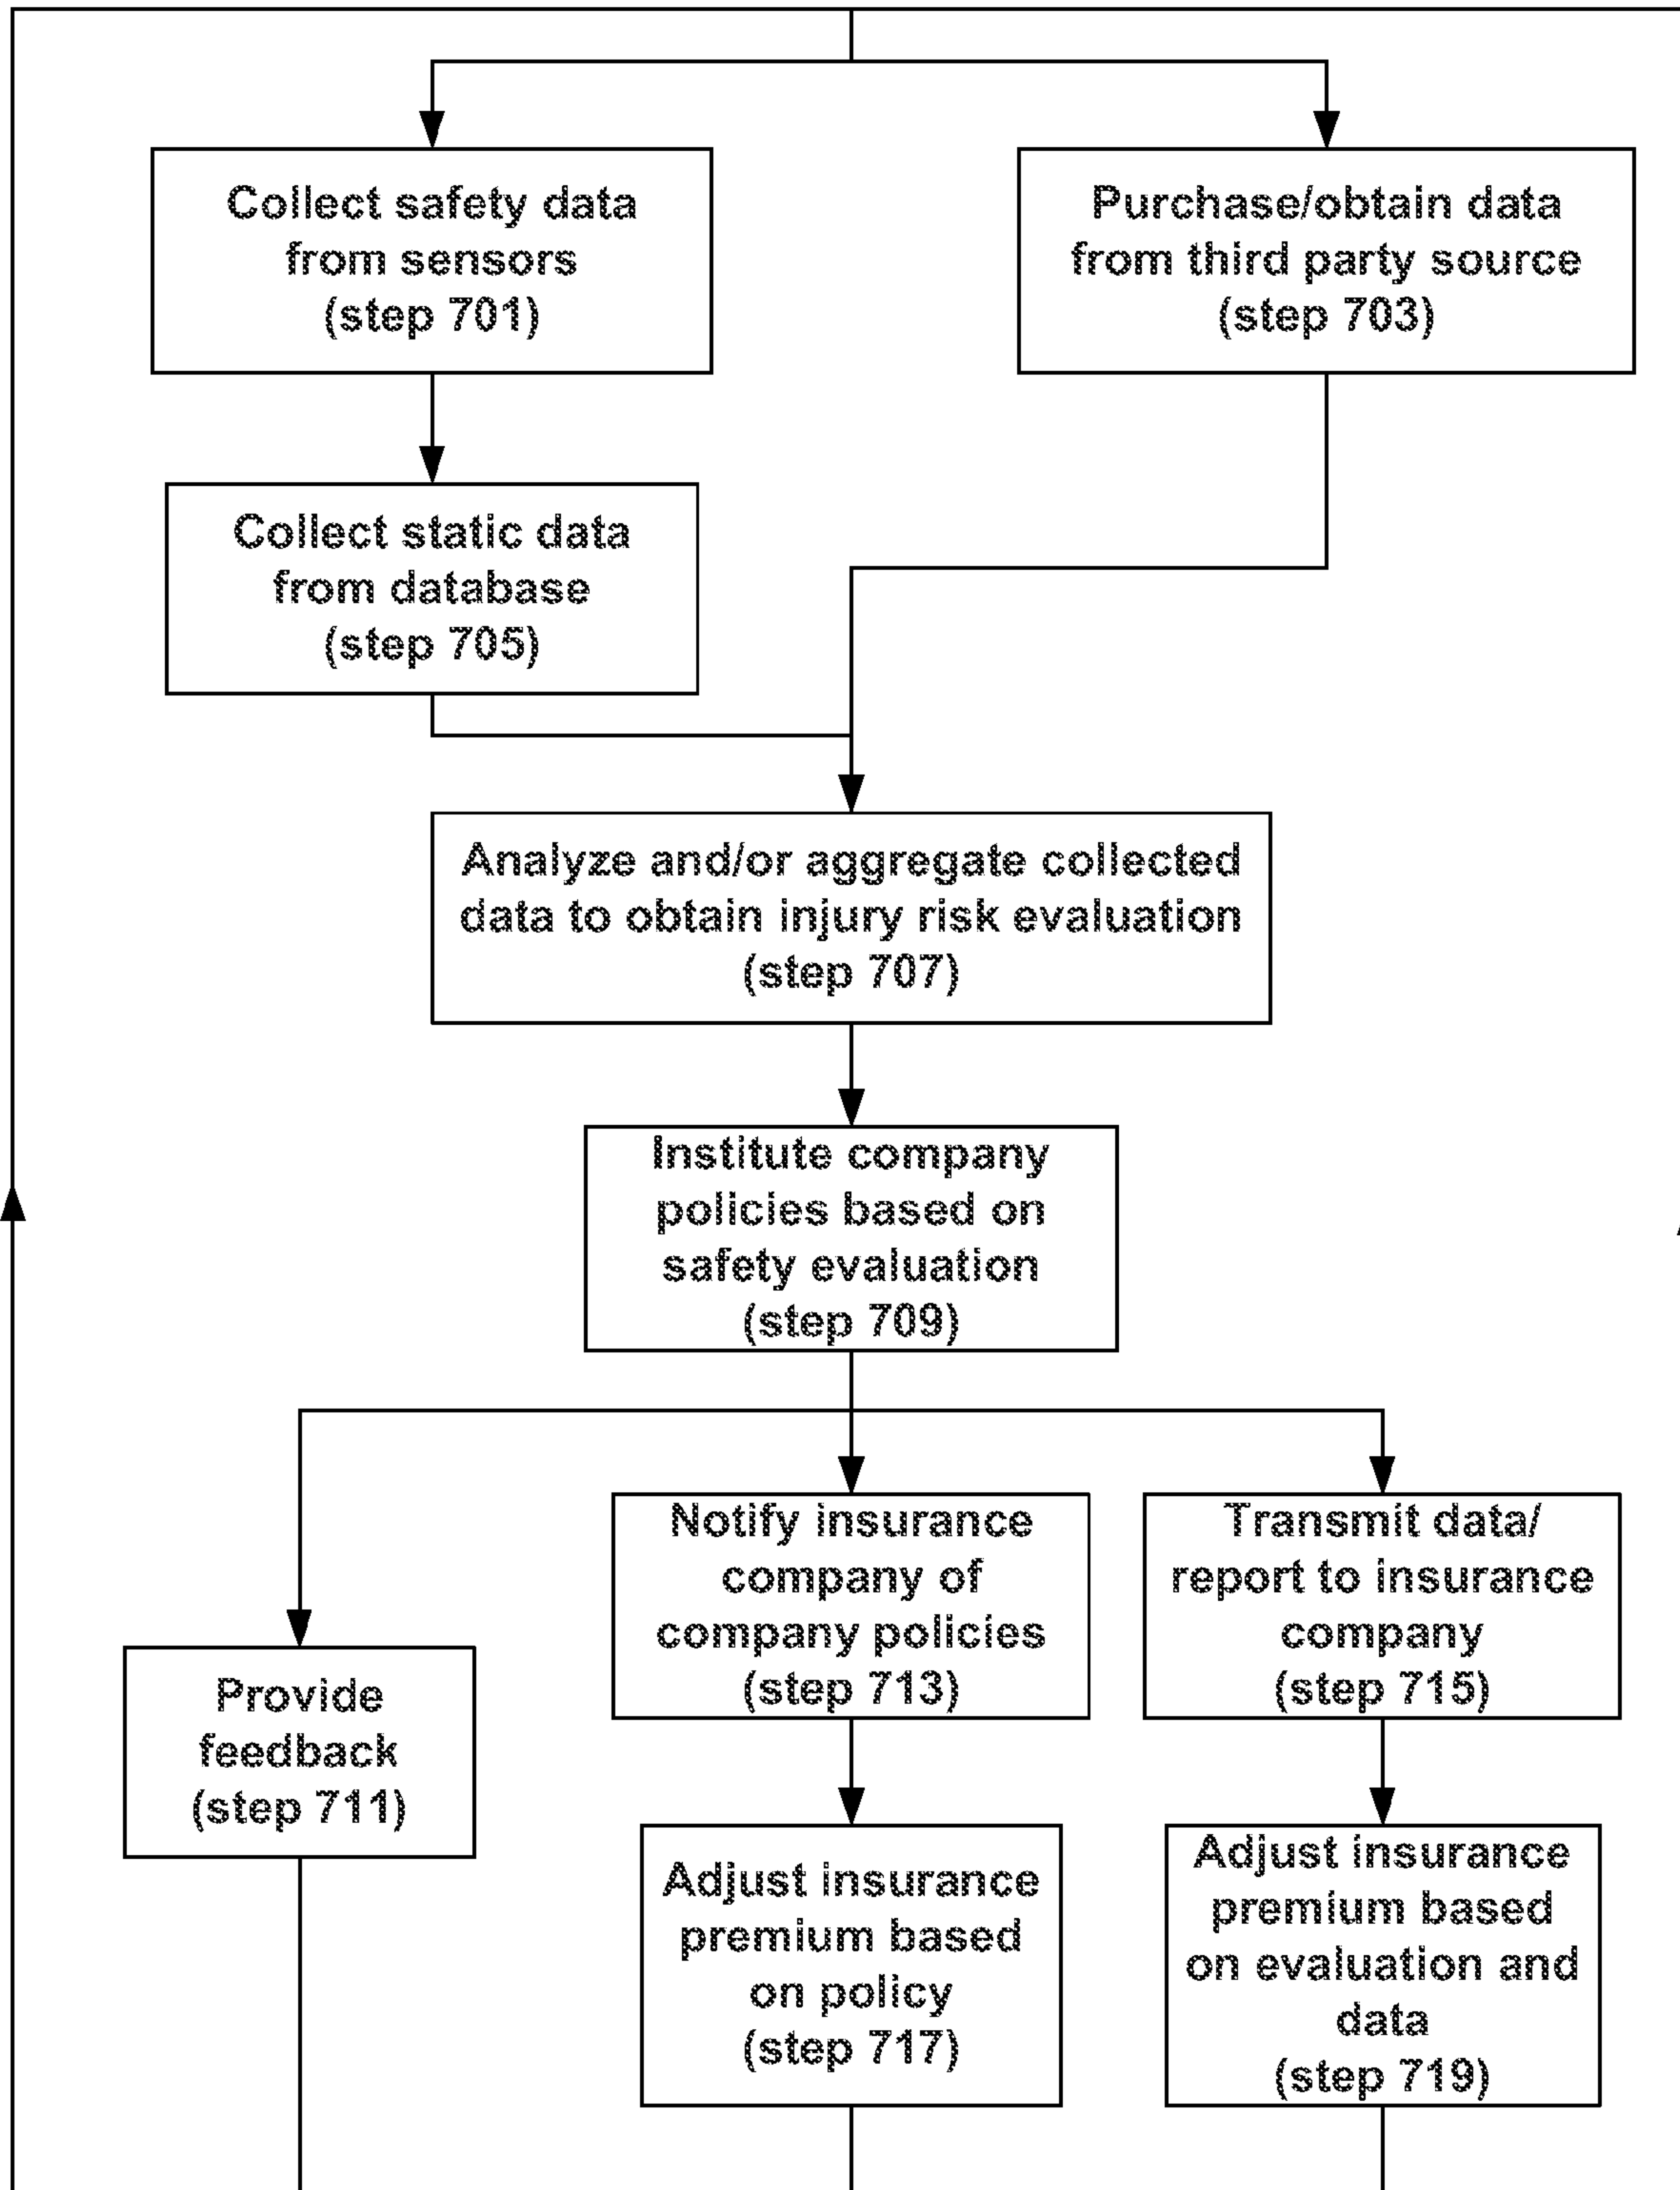 Collect safety data
from sensors
(step 701)
Purchase/obtain data
from third party source
(step 703)
Collect static data
from database
(step 705)
Analyze and/or aggregate collected
data to obtain injury risk evaluation
(step 707)
Institute company
policies based on
safety evaluation
(step 709)
Provide
feedback
(step 711)
Notify insurance
company of
company policies
(step 713)
Transmit data/
report to insurance
company
(step 715)
Adjust insurance
premium based
on policy
(step 717)
Adjust insurance
premium based
on evaluation and
data
(step 719)